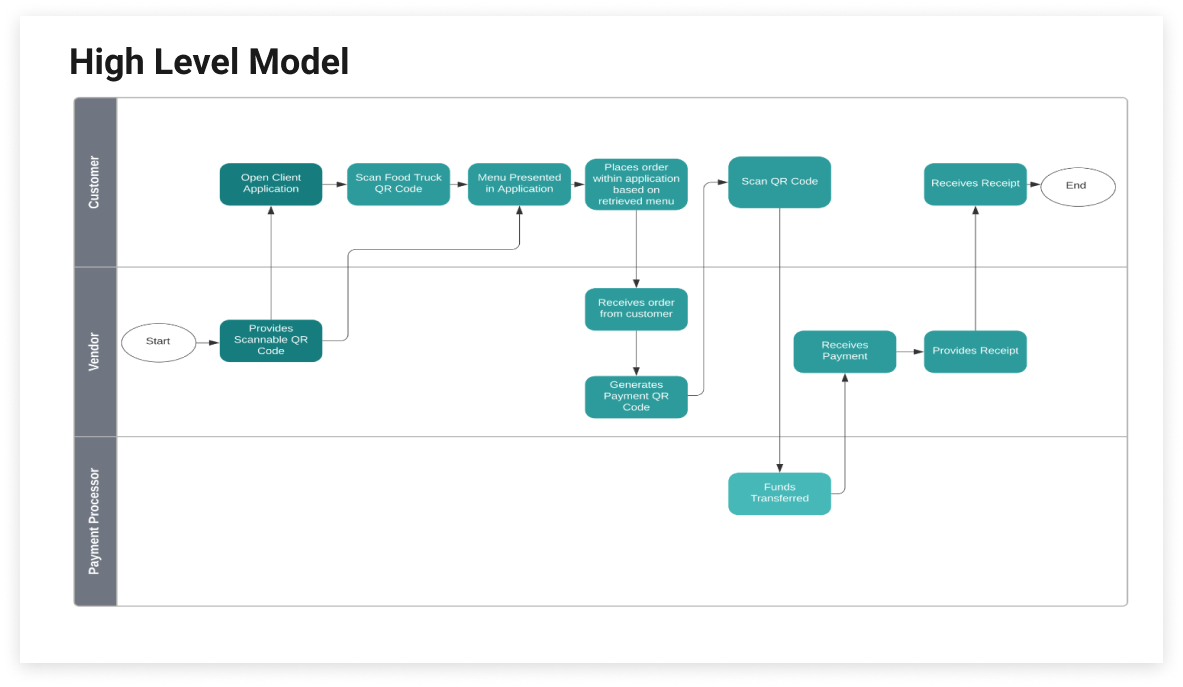 High Level Model
Customer
Open Client
Application
Scan Food Truck
QR Code
Menu Presented
in Application
Places order
within application
based on
retrieved menu
Scan QR Code
Receives Receipt
End
Vendor
Start
Provides
Scannable QR
Code
Receives order
from customer
Generates
Payment QR
Code
Receives
Payment
Provides Receipt
Payment Processor
Funds
Transferred